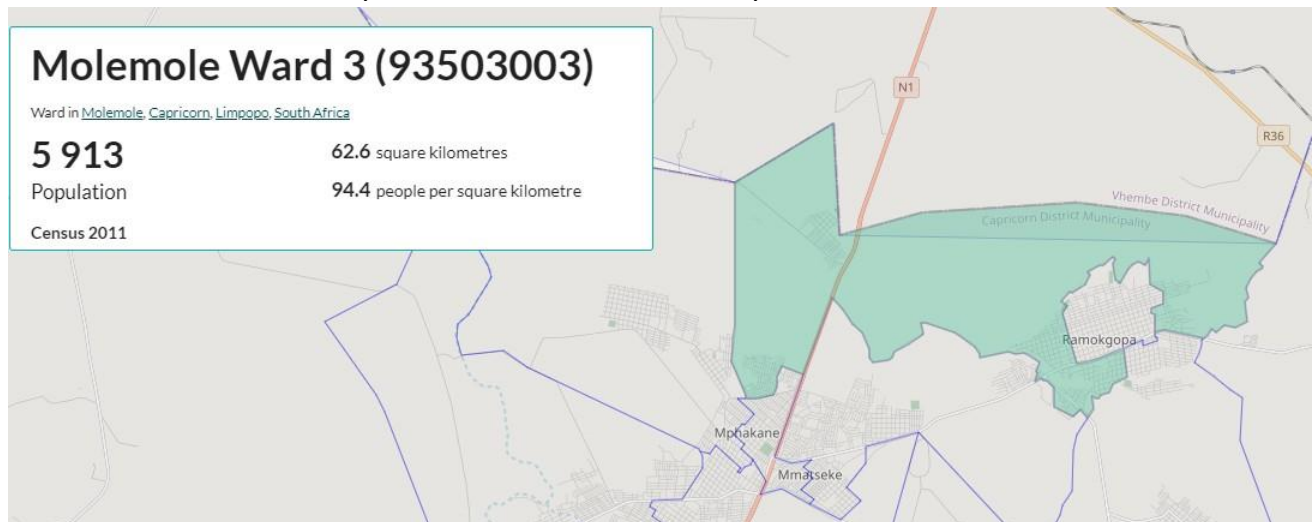 Molemole Ward 3 (93503003)
Ward in Molemole, Capricorn, Limpopo, South Africa
5 913
Population
62.6 square kilometres
94.4 people per square kilometre
Census 2011
N1
R36
Vhembe District Municipality
Capricorn District Municipality
Ramokgopa
Mphakane
Mmatseke